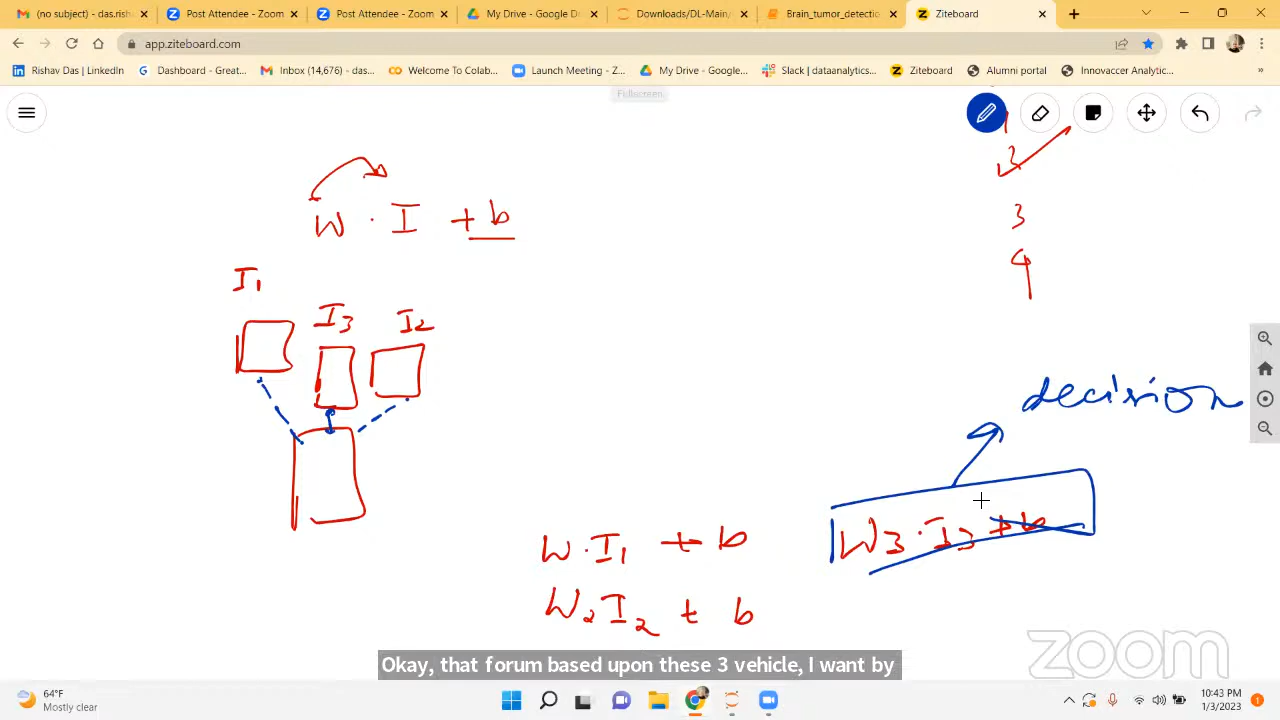 (no subject) - das.rish
Post Attendee - Zoom
Post Attendee - Zoom
My Drive - Google D
Downloads/DL-Main/
Brain_tumor_detectio
Ziteboard
app.ziteboard.com
Rishav Das | LinkedIn
Dashboard - Great...
Inbox (14,676) - das...
Welcome To Colab...
Launch Meeting - Z...
My Drive - Google...
Slack | dataanalytics...
Ziteboard
Alumni portal
Innovaccer Analytic...
Fullscreen
1
3
3
4
W · I + b
I1
I3
I2
decision
W3 · I3 + b
W · I1 + b
W2 I2 + b
zoom
Okay, that forum based upon these 3 vehicle, I want by
64°F
Mostly clear
10:43 PM
1/3/2023
1